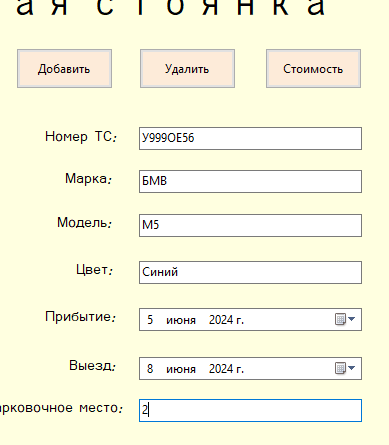 ая стоянка
Добавить Удалить Стоимость
Номер ТС: У999ОЕ56
Марка: БМВ
Модель: М5
Цвет: Синий
Прибытие: 5 июня 2024 г.
Выезд: 8 июня 2024 г.
арковочное место: 2